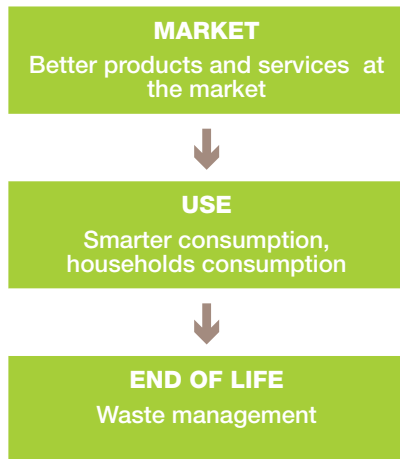 MARKET
Better products and services at
the market
USE
Smarter consumption,
households consumption
END OF LIFE
Waste management